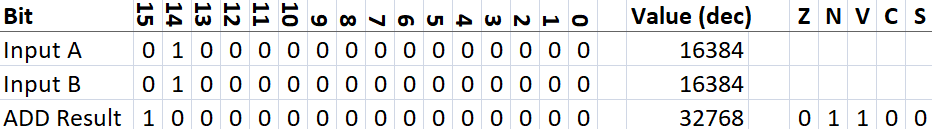 Bit 15 14 13 12 11 10 9 8 7 6 5 4 3 2 1 0 Value (dec) Z N V C S
Input A 0 1 0 0 0 0 0 0 0 0 0 0 0 0 0 0 16384
Input B 0 1 0 0 0 0 0 0 0 0 0 0 0 0 0 0 16384
ADD Result 1 0 0 0 0 0 0 0 0 0 0 0 0 0 0 0 32768 0 1 1 0 0